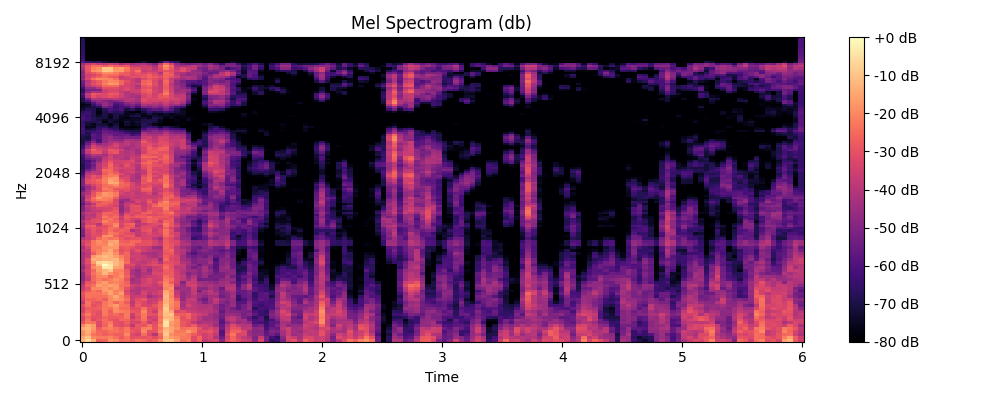 Mel Spectrogram (db)
Hz
8192
4096
2048
1024
512
0
0 1 2 3 4 5 6
Time
+0 dB
-10 dB
-20 dB
-30 dB
-40 dB
-50 dB
-60 dB
-70 dB
-80 dB